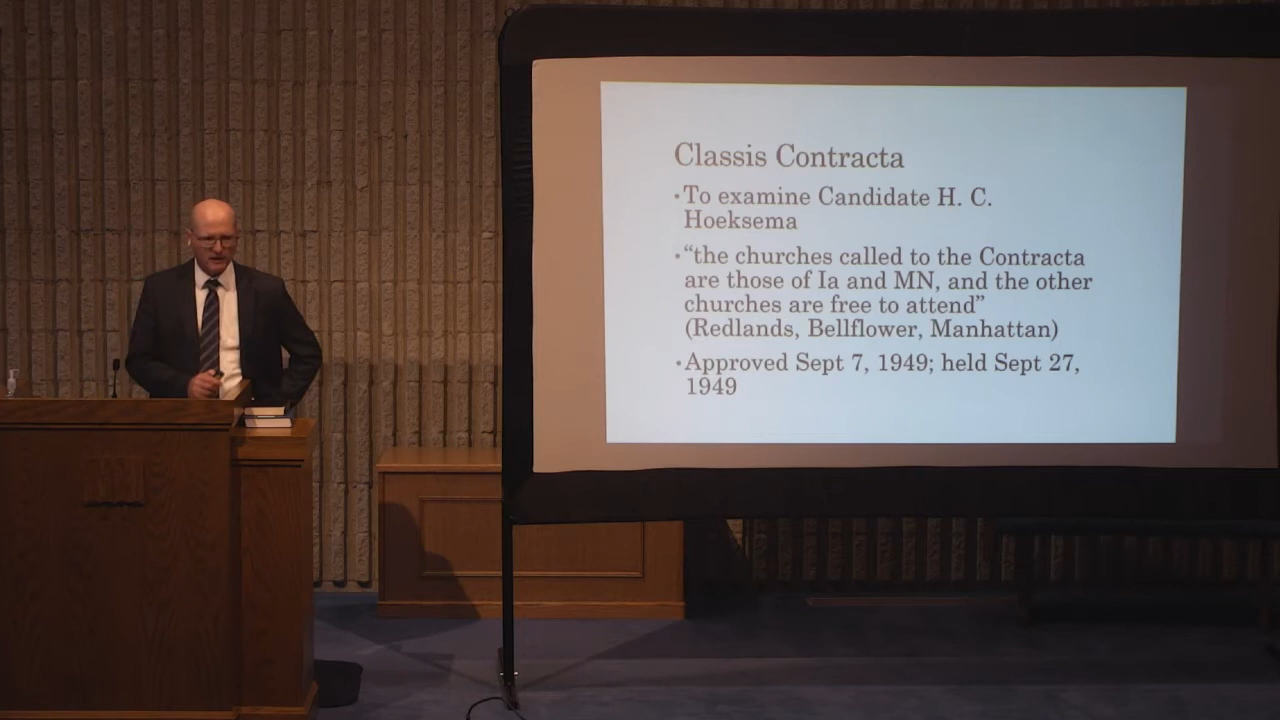 Classis Contracta
•To examine Candidate H. C.
Hoeksema
•“the churches called to the Contracta
are those of Ia and MN, and the other
churches are free to attend”
(Redlands, Bellflower, Manhattan)
•Approved Sept 7, 1949; held Sept 27,
1949